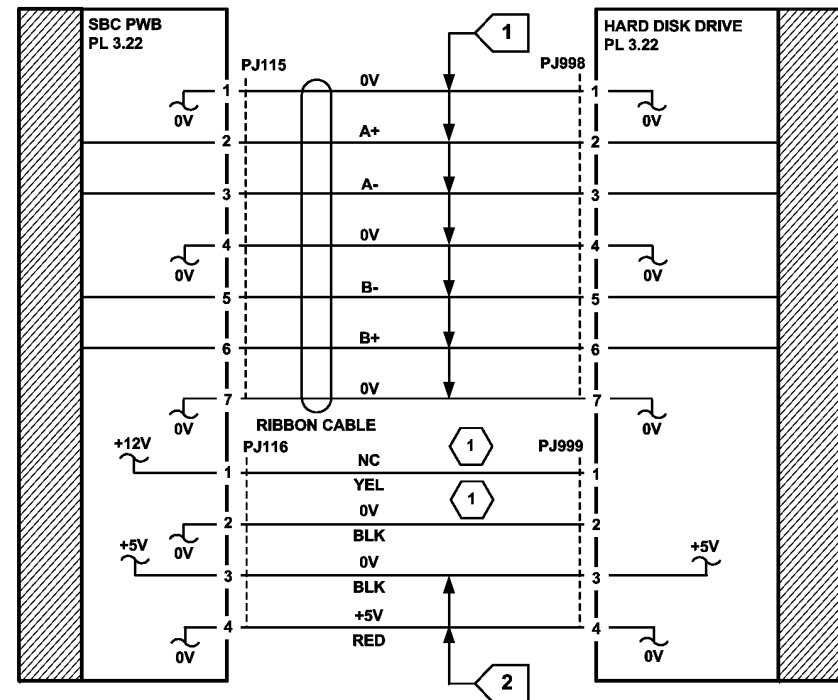 SBC PWB
PL 3.22
HARD DISK DRIVE
PL 3.22
1
PJ115
PJ998
1 0V 1
0V 0V
2 A+ 2
3 A- 3
4 0V 4
0V 0V
5 B- 5
6 B+ 6
7 0V 7
0V 0V
RIBBON CABLE
+12V
PJ116
1
PJ999
1 NC 1
YEL
1
0V
2 2
0V
BLK
+5V
0V
+5V
3 3
BLK
+5V
4 4
RED
0V 0V
2